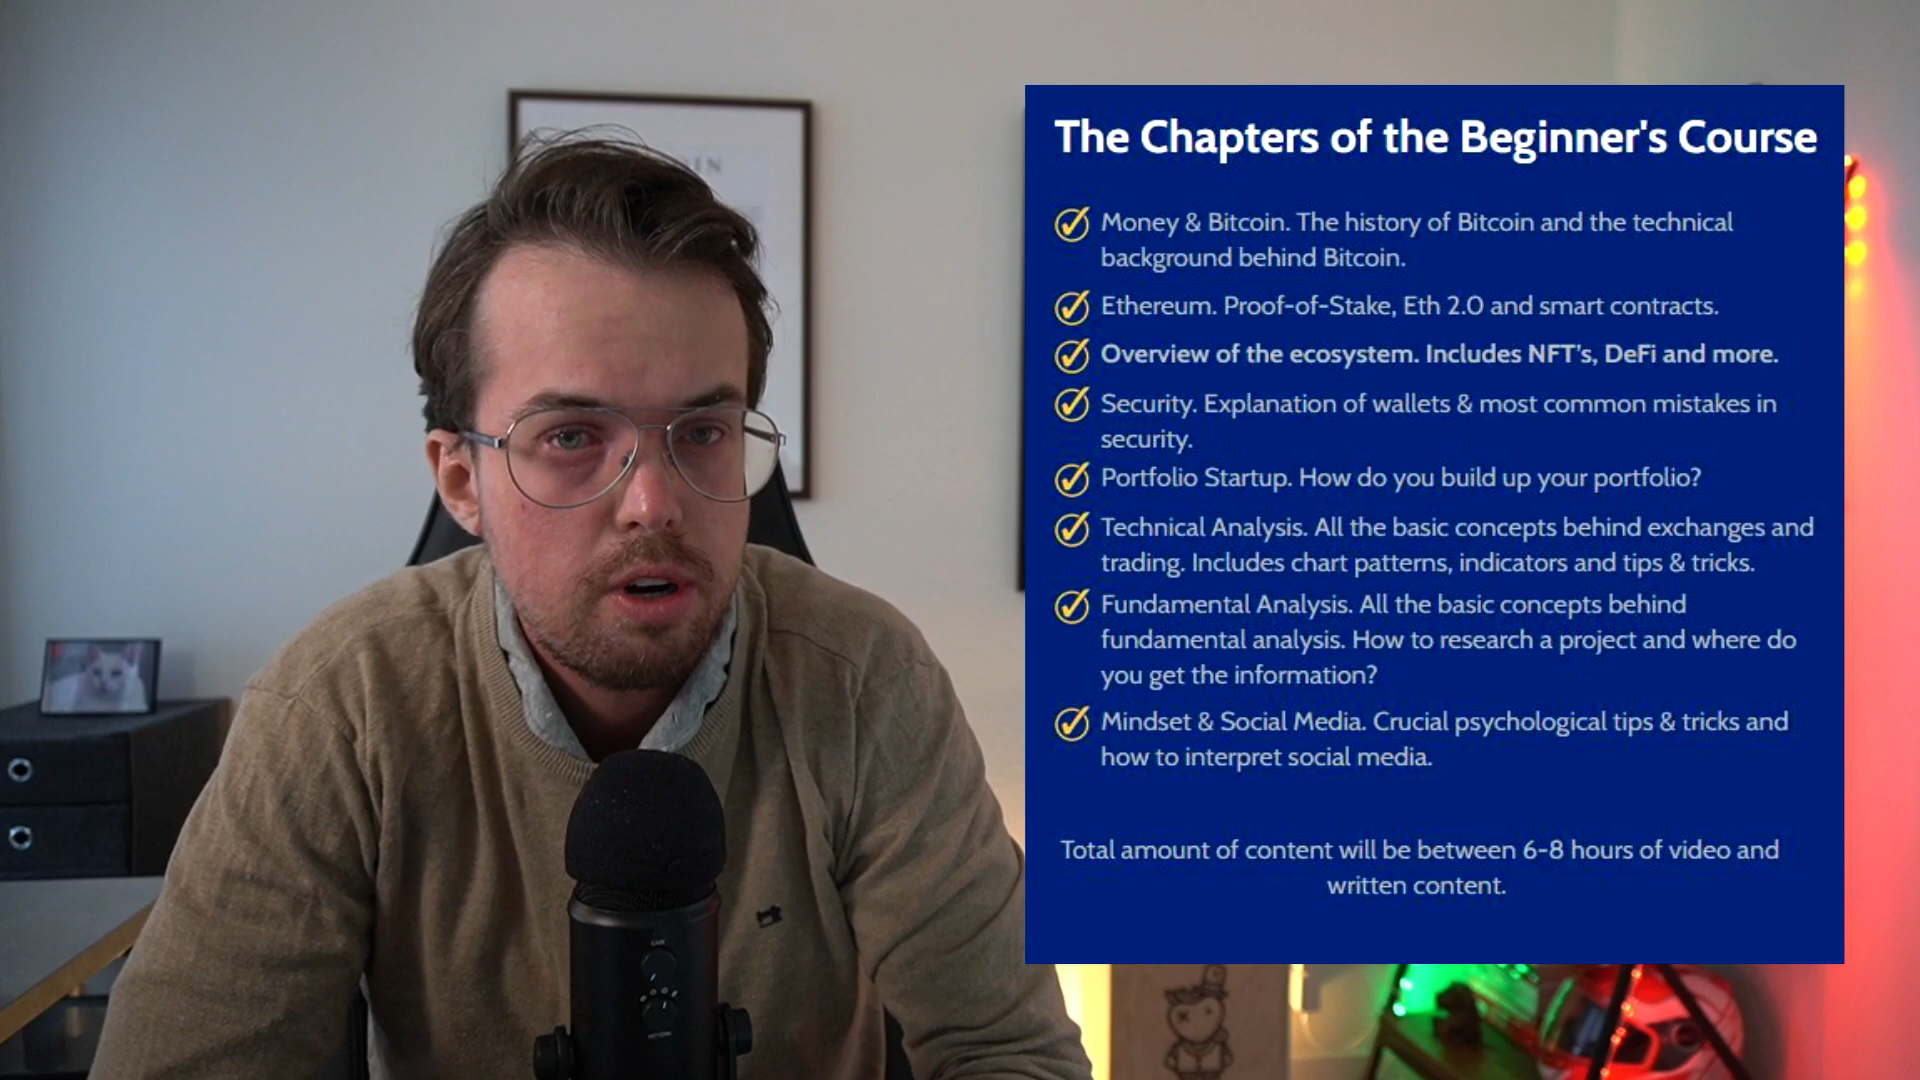 The Chapters of the Beginner's Course
Money & Bitcoin. The history of Bitcoin and the technical
background behind Bitcoin.
Ethereum. Proof-of-Stake, Eth 2.0 and smart contracts.
Overview of the ecosystem. Includes NFT's, DeFi and more.
Security. Explanation of wallets & most common mistakes in
security.
Portfolio Startup. How do you build up your portfolio?
Technical Analysis. All the basic concepts behind exchanges and
trading. Includes chart patterns, indicators and tips & tricks.
Fundamental Analysis. All the basic concepts behind
fundamental analysis. How to research a project and where do
you get the information?
Mindset & Social Media. Crucial psychological tips & tricks and
how to interpret social media.
Total amount of content will be between 6-8 hours of video and
written content.
GAIN
PATTERN